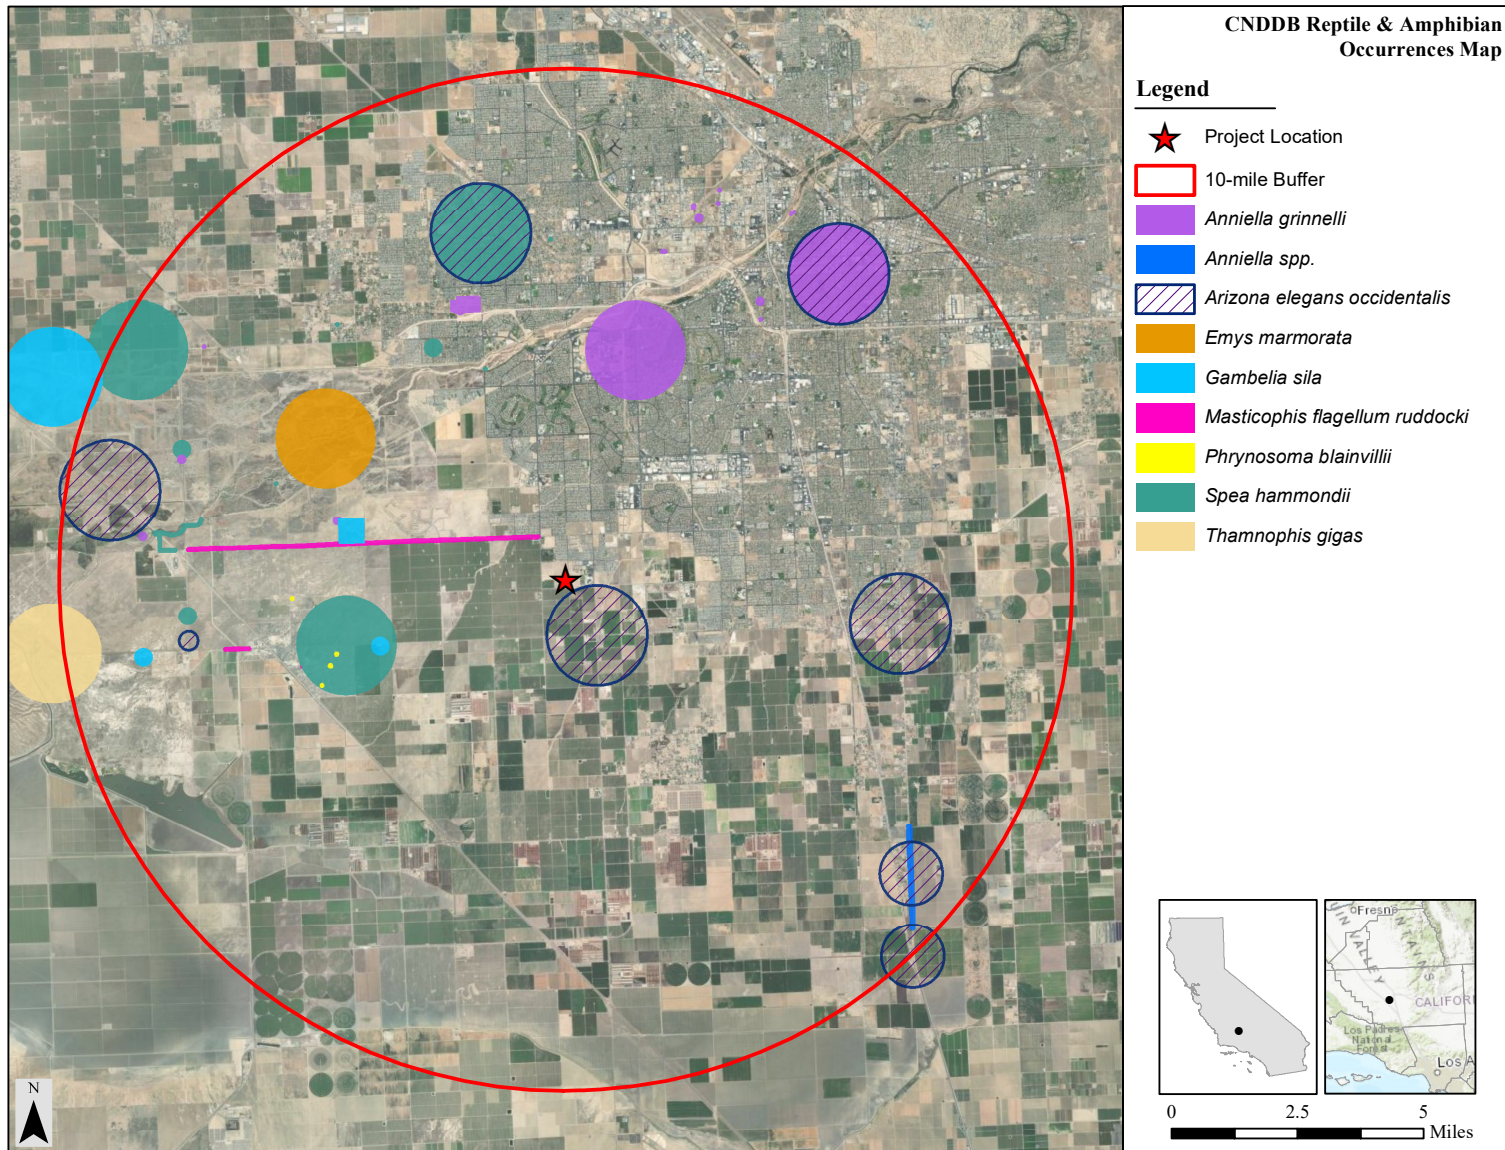 CNDDB Reptile & Amphibian
Occurrences Map
Legend
Project Location
10-mile Buffer
Anniella grinnelli
Anniella spp.
Arizona elegans occidentalis
Emys marmorata
Gambelia sila
Masticophis flagellum ruddocki
Phrynosoma blainvillii
Spea hammondii
Thamnophis gigas
N
Fresno
VALLEY
CALIFOR
Los Padres
National
Forest
Los A
0 2.5 5
Miles